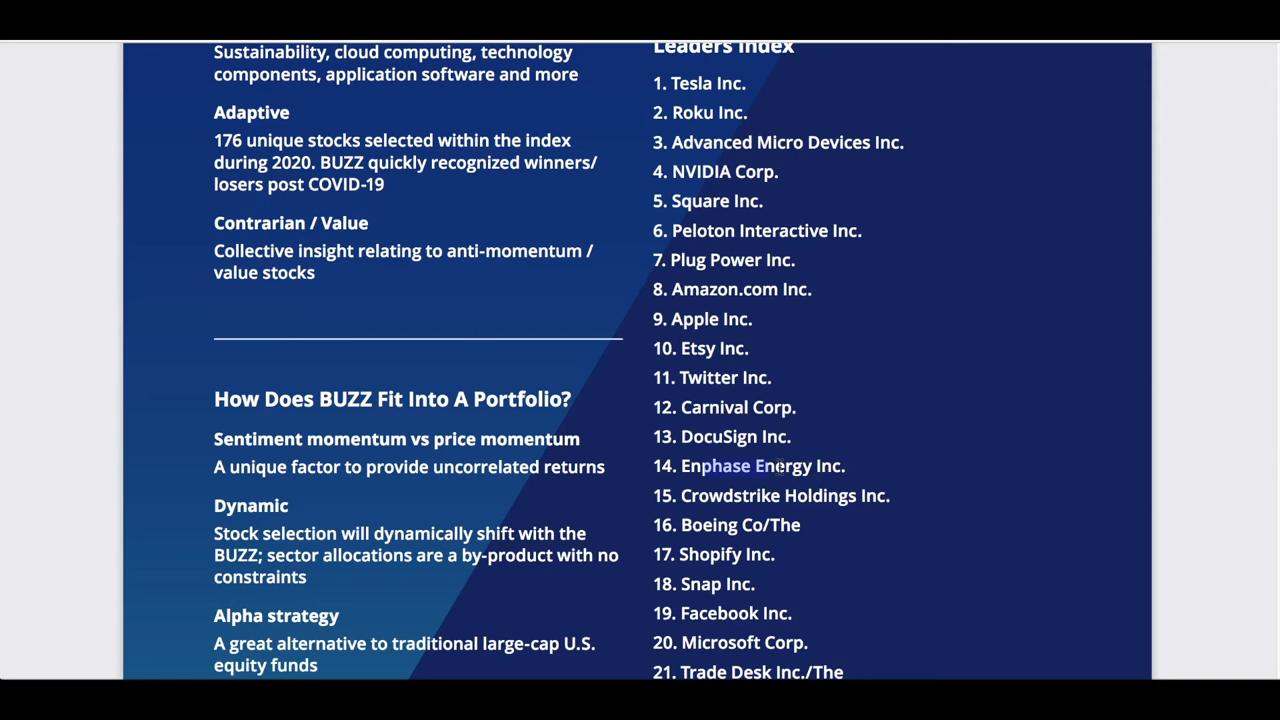 Sustainability, cloud computing, technology
components, application software and more
Adaptive
176 unique stocks selected within the index
during 2020. BUZZ quickly recognized winners/
losers post COVID-19
Contrarian / Value
Collective insight relating to anti-momentum /
value stocks
How Does BUZZ Fit Into A Portfolio?
Sentiment momentum vs price momentum
A unique factor to provide uncorrelated returns
Dynamic
Stock selection will dynamically shift with the
BUZZ; sector allocations are a by-product with no
constraints
Alpha strategy
A great alternative to traditional large-cap U.S.
equity funds
Leaders Index
1. Tesla Inc.
2. Roku Inc.
3. Advanced Micro Devices Inc.
4. NVIDIA Corp.
5. Square Inc.
6. Peloton Interactive Inc.
7. Plug Power Inc.
8. Amazon.com Inc.
9. Apple Inc.
10. Etsy Inc.
11. Twitter Inc.
12. Carnival Corp.
13. DocuSign Inc.
14. Enphase Energy Inc.
15. Crowdstrike Holdings Inc.
16. Boeing Co/The
17. Shopify Inc.
18. Snap Inc.
19. Facebook Inc.
20. Microsoft Corp.
21. Trade Desk Inc./The